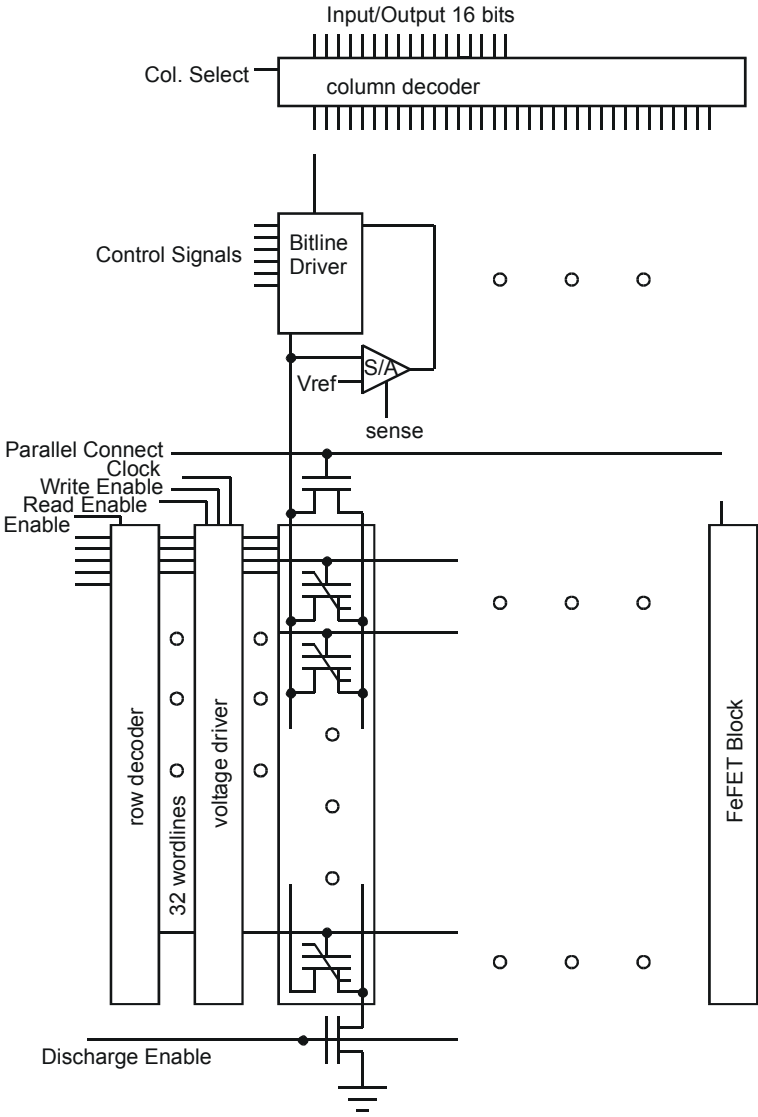 Input/Output 16 bits
Col. Select
column decoder
Control Signals
Bitline
Driver
S/A
Vref
sense
Parallel Connect
Clock
Write Enable
Read Enable
Enable
row decoder
32 wordlines
voltage driver
FeFET Block
Discharge Enable